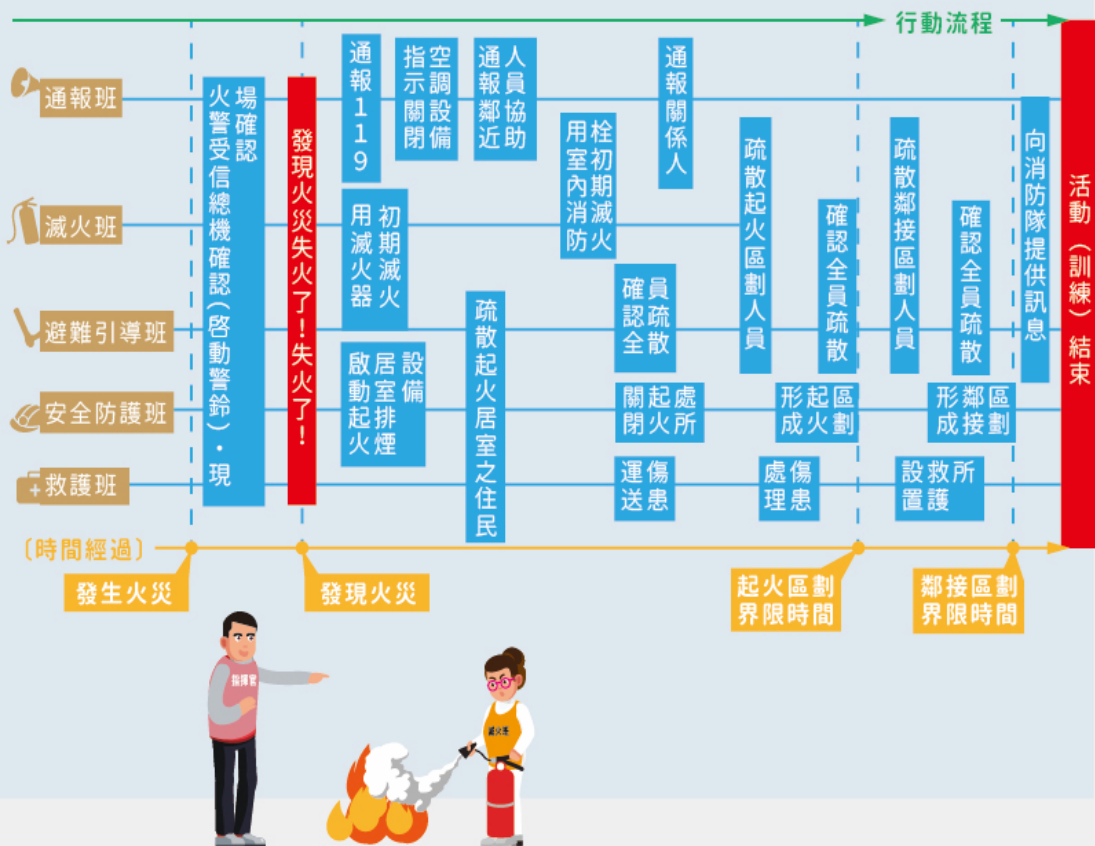 行動流程
通報班
滅火班
避難引導班
安全防護班
救護班
火警受信總機確認(啓動警鈴)・現
場確認
發現火災失火了!失火了!
通報119
指示關閉
空調設備
通報鄰近
人員協助
用滅火器
初期滅火
啟動起火
居室排煙
設備
疏散起火居室之住民
用室內消防
栓初期滅火
通報關係人
確認全
員疏散
關閉
起火
處所
運送
傷患
疏散起火區劃人員
確認全員疏散
形成
起火
區劃
處理
傷患
疏散鄰接區劃人員
確認全員疏散
形成
鄰接
區劃
設置
救護
所
向消防隊提供訊息
活動(訓練)結束
〔時間經過〕
發生火災
發現火災
起火區劃
界限時間
鄰接區劃
界限時間
指揮官
滅火班